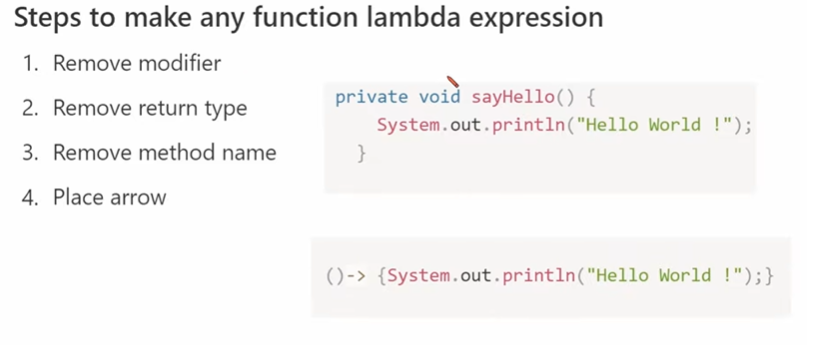 Steps to make any function lambda expression
1. Remove modifier
2. Remove return type
3. Remove method name
4. Place arrow
private void sayHello() {
System.out.println("Hello World !");
}
()-> {System.out.println("Hello World !");}